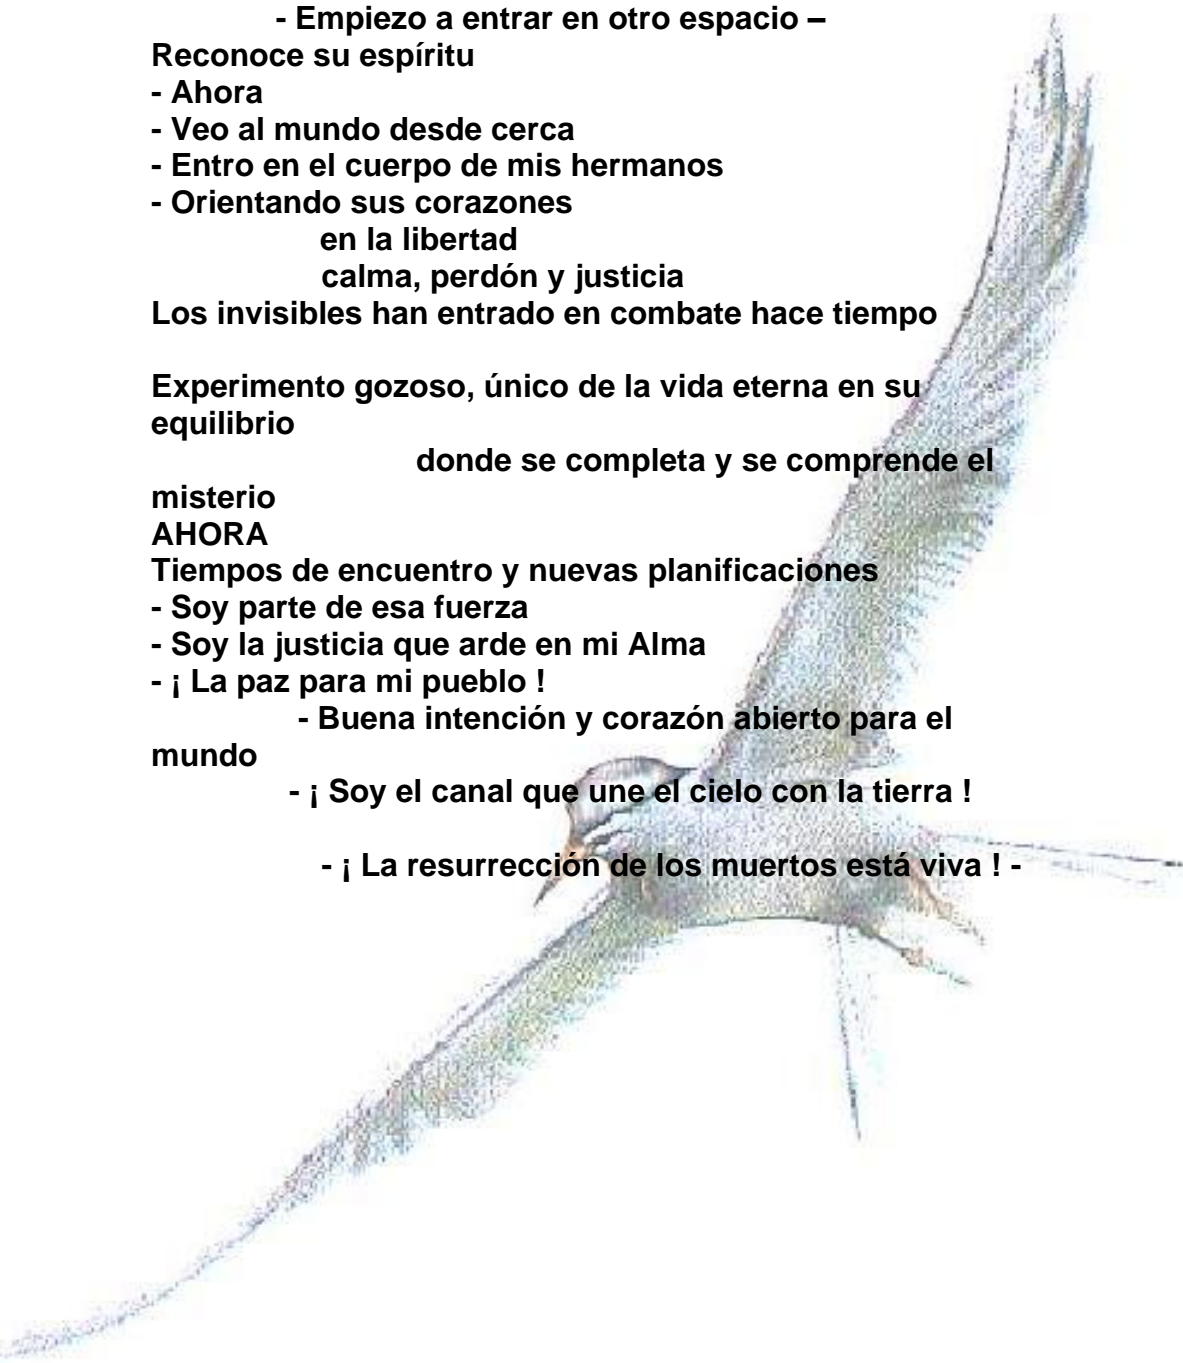 - Empiezo a entrar en otro espacio –
Reconoce su espíritu
- Ahora
- Veo al mundo desde cerca
- Entro en el cuerpo de mis hermanos
- Orientando sus corazones
en la libertad
calma, perdón y justicia
Los invisibles han entrado en combate hace tiempo
Experimento gozoso, único de la vida eterna en su
equilibrio
donde se completa y se comprende el
misterio
AHORA
Tiempos de encuentro y nuevas planificaciones
- Soy parte de esa fuerza
- Soy la justicia que arde en mi Alma
- ¡ La paz para mi pueblo !
- Buena intención y corazón abierto para el
mundo
- ¡ Soy el canal que une el cielo con la tierra !
- ¡ La resurrección de los muertos está viva ! -